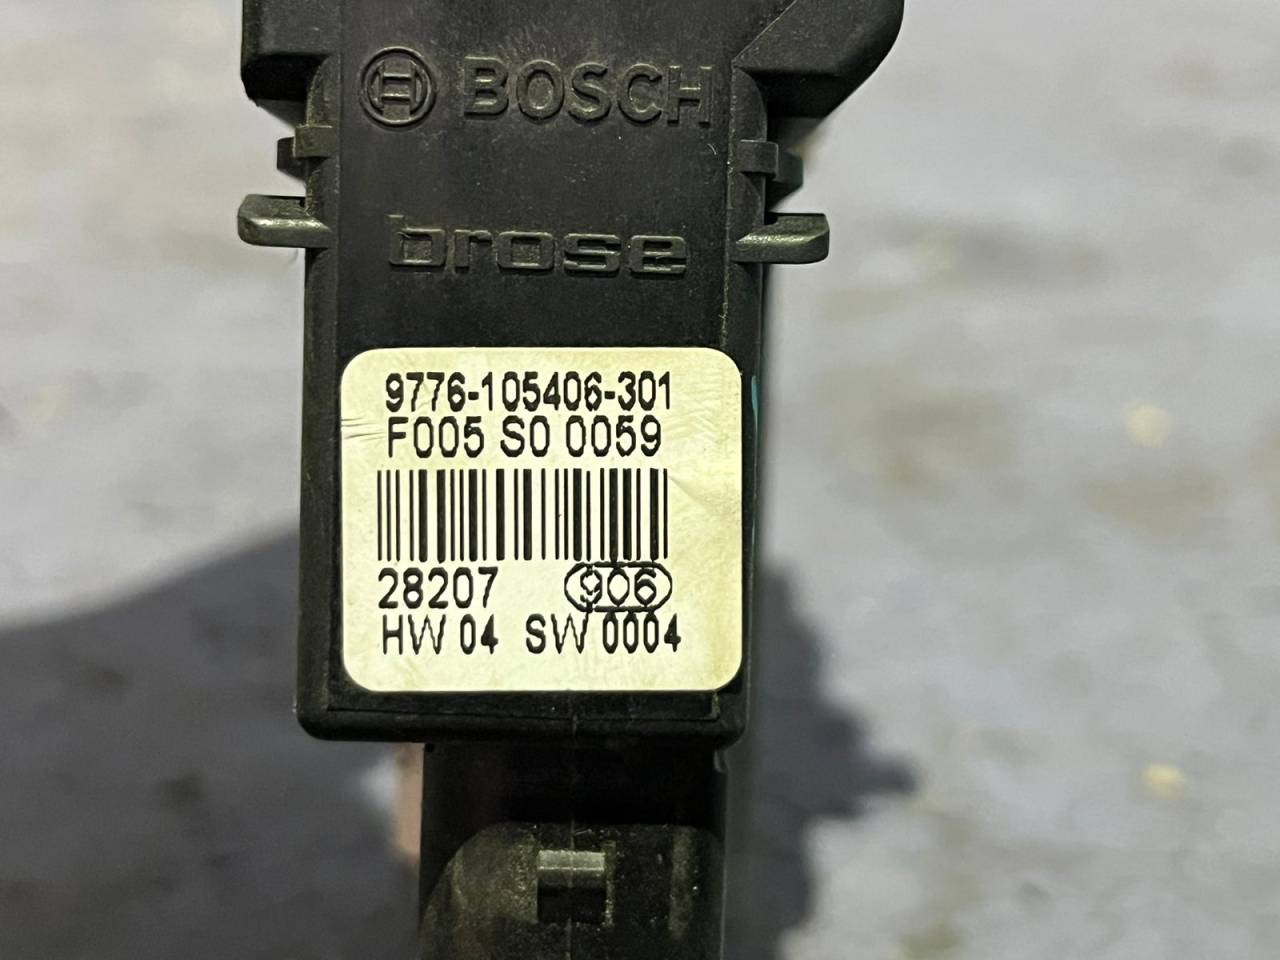 BOSCH
brose
9776-105406-301
F005 S0 0059
28207 906
HW 04 SW 0004